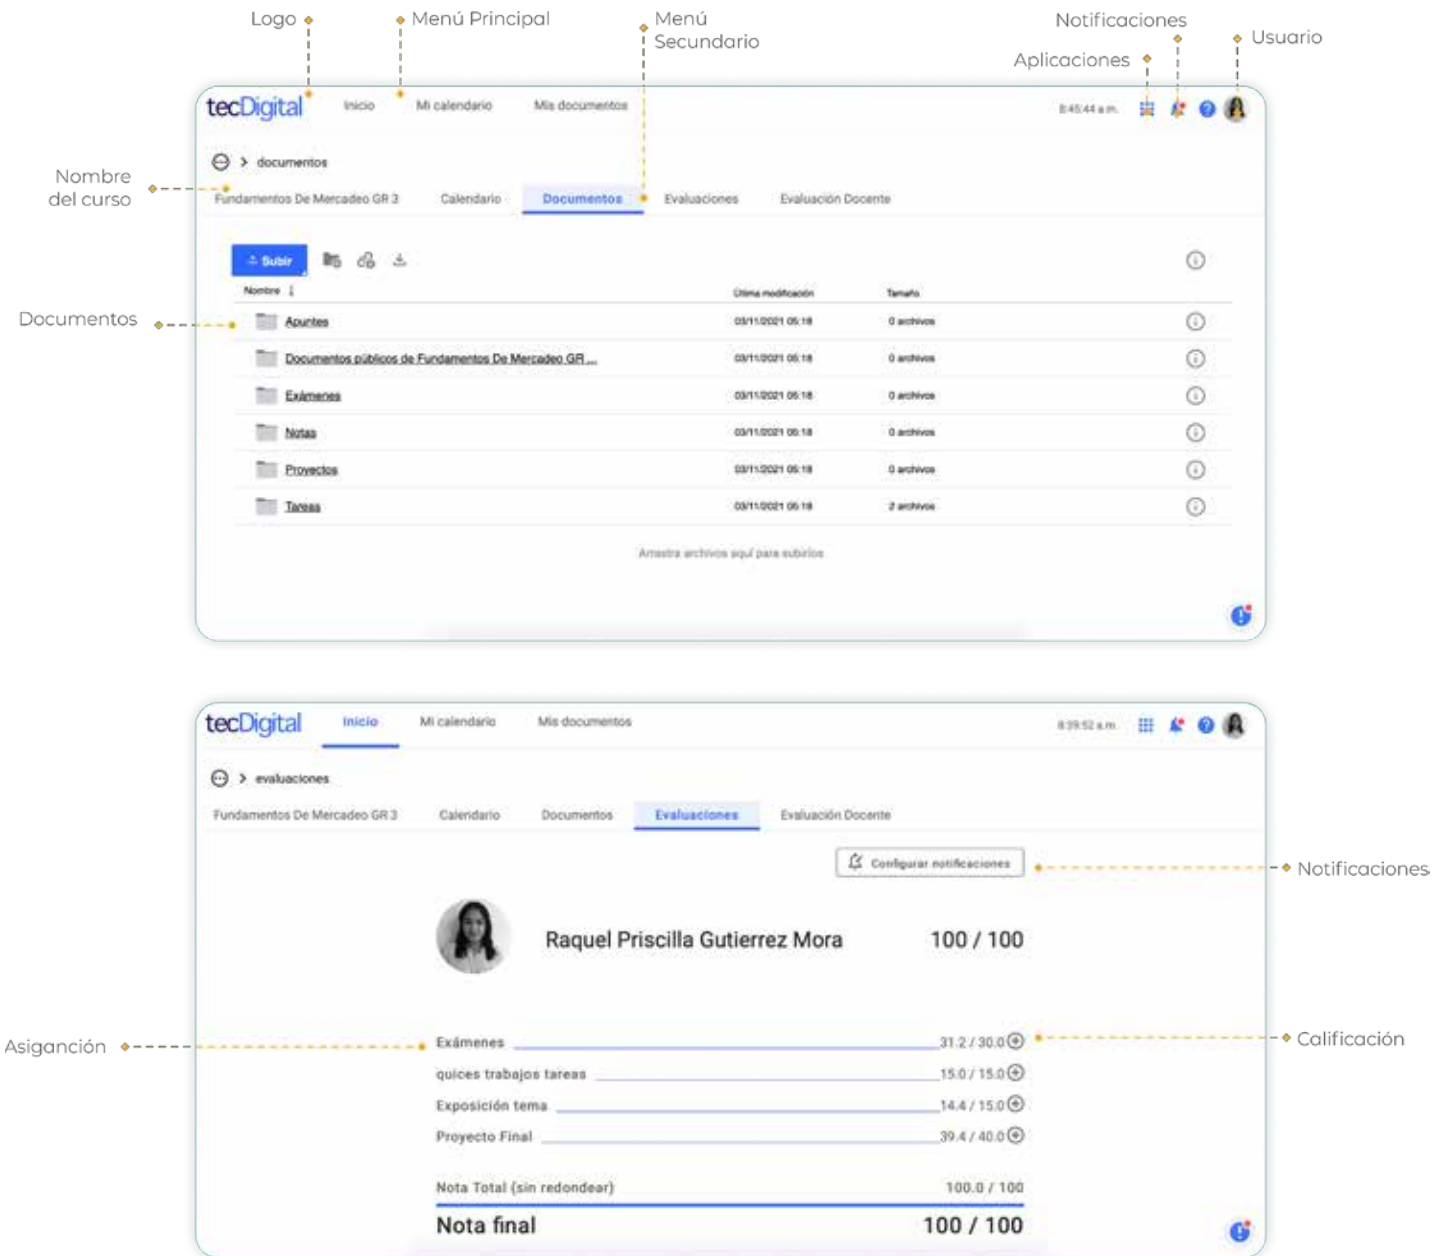 Logo
Menú Principal
Menú
Secundario
Notificaciones
Usuario
Aplicaciones
tecDigital
Inicio
Mi calendario
Mis documentos
8:45:44 a.m.
> documentos
Nombre
del curso
Fundamentos De Mercadeo GR 3
Calendario
Documentos
Evaluaciones
Evaluación Docente
Subir
Nombre ↓
Última modificación
Tamaño
Documentos
Apuntes
03/11/2021 05:18
0 archivos
Documentos públicos de Fundamentos De Mercadeo GR ...
03/11/2021 05:18
0 archivos
Exámenes
03/11/2021 05:18
0 archivos
Notas
03/11/2021 05:18
0 archivos
Proyectos
03/11/2021 05:18
0 archivos
Tareas
03/11/2021 05:18
2 archivos
Arrastra archivos aquí para subirlos
tecDigital
Inicio
Mi calendario
Mis documentos
8:39:52 a.m.
> evaluaciones
Fundamentos De Mercadeo GR 3
Calendario
Documentos
Evaluaciones
Evaluación Docente
Configurar notificaciones
Notificaciones
Raquel Priscilla Gutierrez Mora
100 / 100
Asiganción
Exámenes
31.2 / 30.0
Calificación
quices trabajos tareas
15.0 / 15.0
Exposición tema
14.4 / 15.0
Proyecto Final
39.4 / 40.0
Nota Total (sin redondear)
100.0 / 100
Nota final
100 / 100